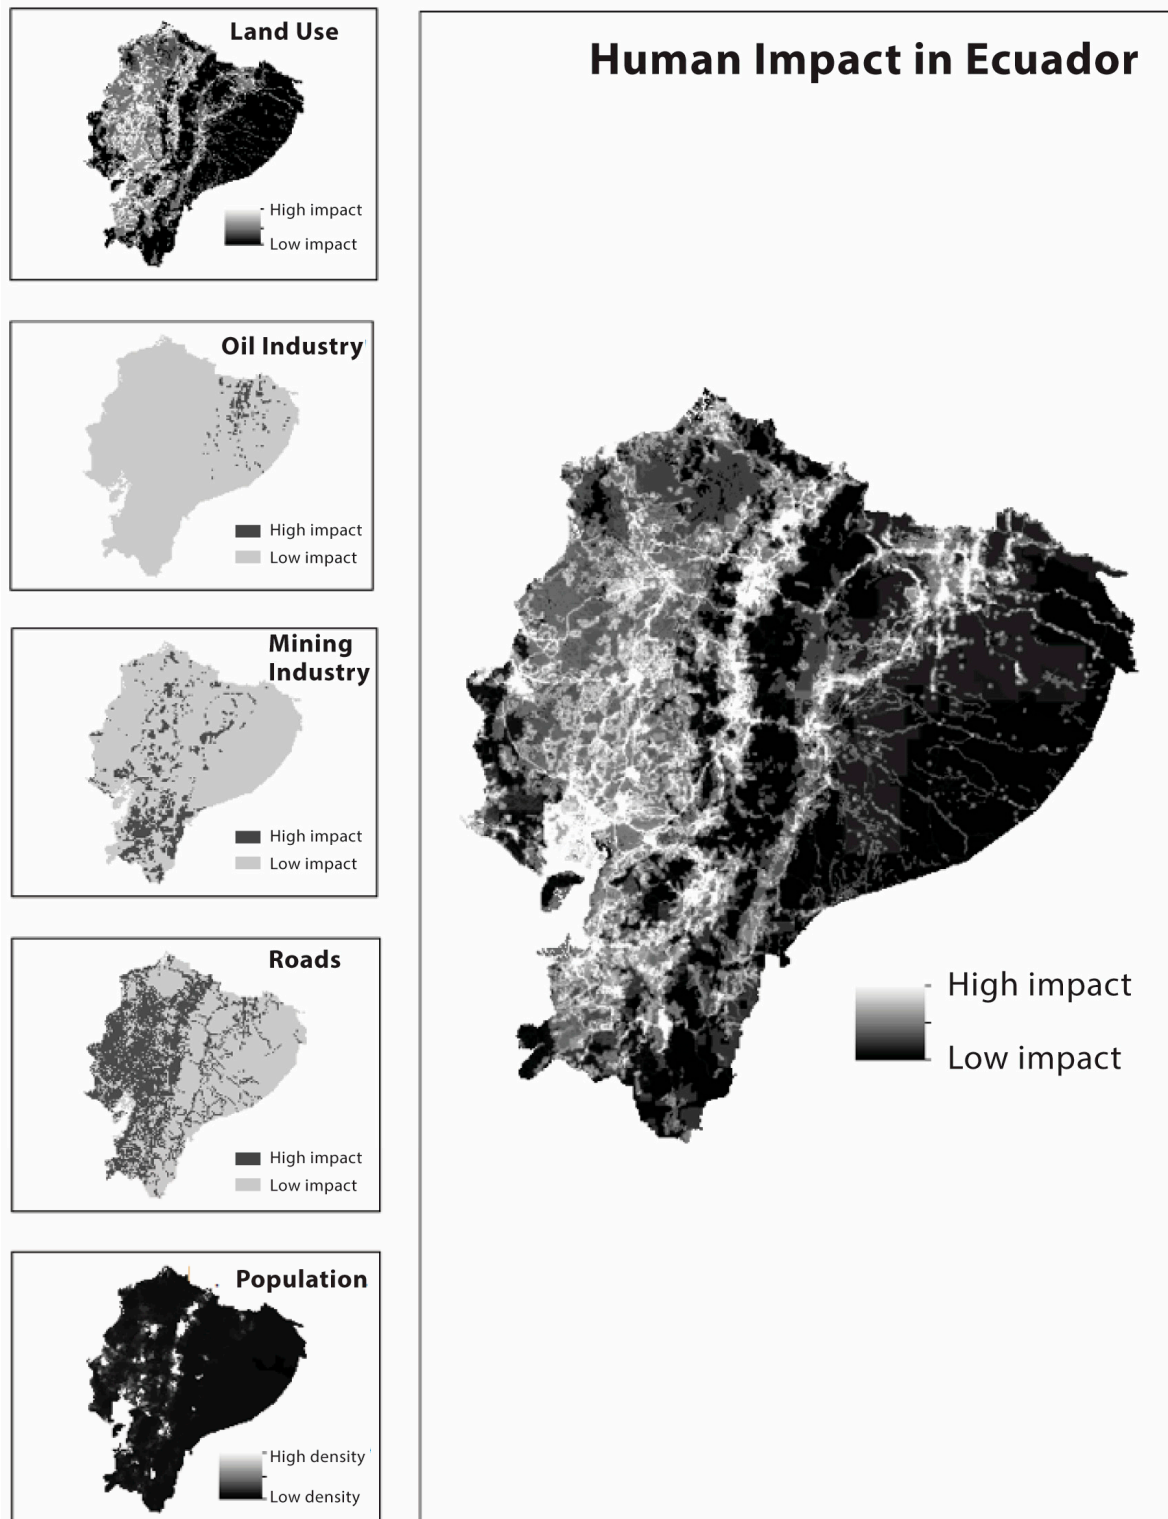 Land Use
High impact
Low impact
Oil Industry
High impact
Low impact
Mining
Industry
High impact
Low impact
Roads
High impact
Low impact
Population
High density
Low density
Human Impact in Ecuador
High impact
Low impact